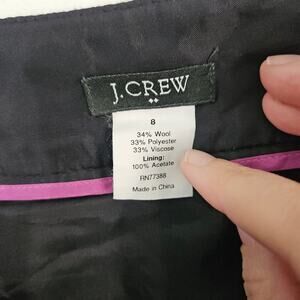 J.CREW
8
34% Wool
33% Polyester
33% Viscose
Lining:
100% Acetate
RN77388
Made in China